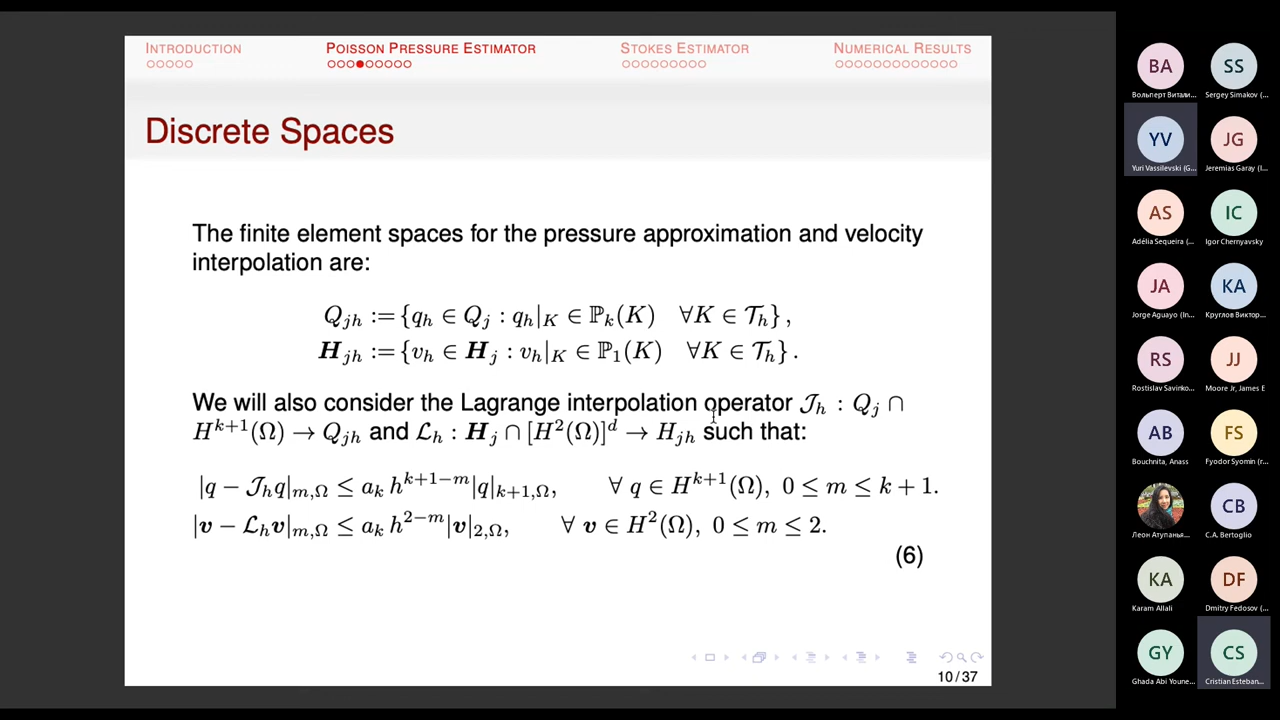 INTRODUCTION
POISSON PRESSURE ESTIMATOR
STOKES ESTIMATOR
NUMERICAL RESULTS
Discrete Spaces
The finite element spaces for the pressure approximation and velocity
interpolation are:
Q_{jh} := {q_h ∈ Q_j : q_h|_K ∈ ℙ_k(K) ∀K ∈ 𝒯_h} ,
𝑯_{jh} := {v_h ∈ 𝑯_j : v_h|_K ∈ ℙ_1(K) ∀K ∈ 𝒯_h} .
We will also consider the Lagrange interpolation operator 𝒥_h : Q_j ∩
H^{k+1}(Ω) → Q_{jh} and ℒ_h : 𝑯_j ∩ [H^2(Ω)]^d → H_{jh} such that:
|q − 𝒥_h q|_{m,Ω} ≤ a_k h^{k+1−m}|q|_{k+1,Ω}, ∀ q ∈ H^{k+1}(Ω), 0 ≤ m ≤ k + 1.
|𝒗 − ℒ_h 𝒗|_{m,Ω} ≤ a_k h^{2−m}|𝒗|_{2,Ω}, ∀ 𝒗 ∈ H^2(Ω), 0 ≤ m ≤ 2.
(6)
10/37
BA
Вольперт Витали...
SS
Sergey Simakov (...
YV
Yuri Vassilevski (G...
JG
Jeremias Garay (I...
AS
Adélia Sequeira (...
IC
Igor Chernyavsky
JA
Jorge Aguayo (In...
KA
Круглов Виктор...
RS
Rostislav Savinko...
JJ
Moore Jr, James E
AB
Bouchnita, Anass
FS
Fyodor Syomin (r...
Леон Атупанья...
CB
C.A. Bertoglio
KA
Karam Allali
DF
Dmitry Fedosov (...
GY
Ghada Abi Youne...
CS
Cristian Esteban...